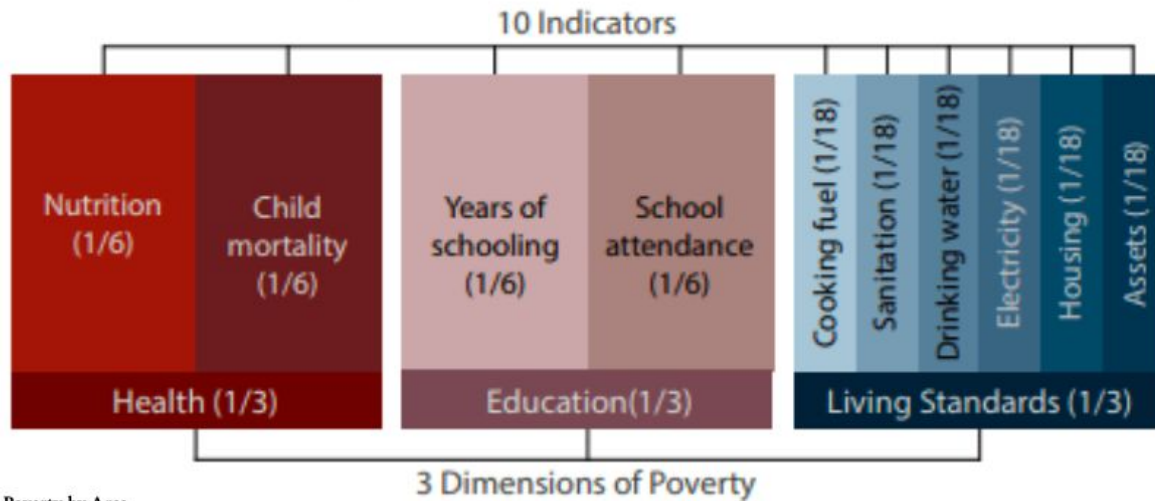 10 Indicators
Nutrition
(1/6)
Child
mortality
(1/6)
Years of
schooling
(1/6)
School
attendance
(1/6)
Cooking fuel (1/18)
Sanitation (1/18)
Drinking water (1/18)
Electricity (1/18)
Housing (1/18)
Assets (1/18)
Health (1/3)
Education(1/3)
Living Standards (1/3)
3 Dimensions of Poverty